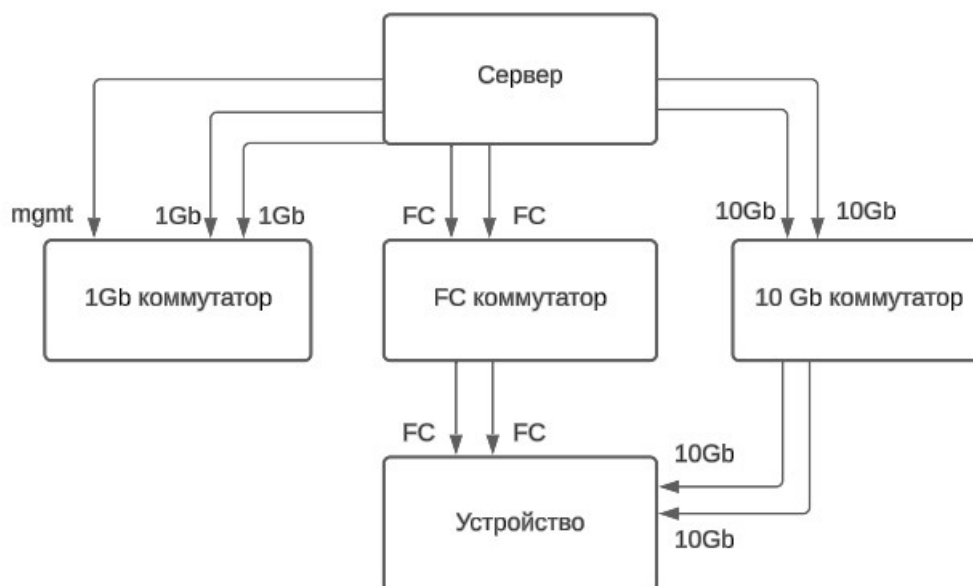 Сервер
mgmt
1Gb
1Gb
FC
FC
10Gb
10Gb
1Gb коммутатор
FC коммутатор
10 Gb коммутатор
FC
FC
10Gb
Устройство
10Gb